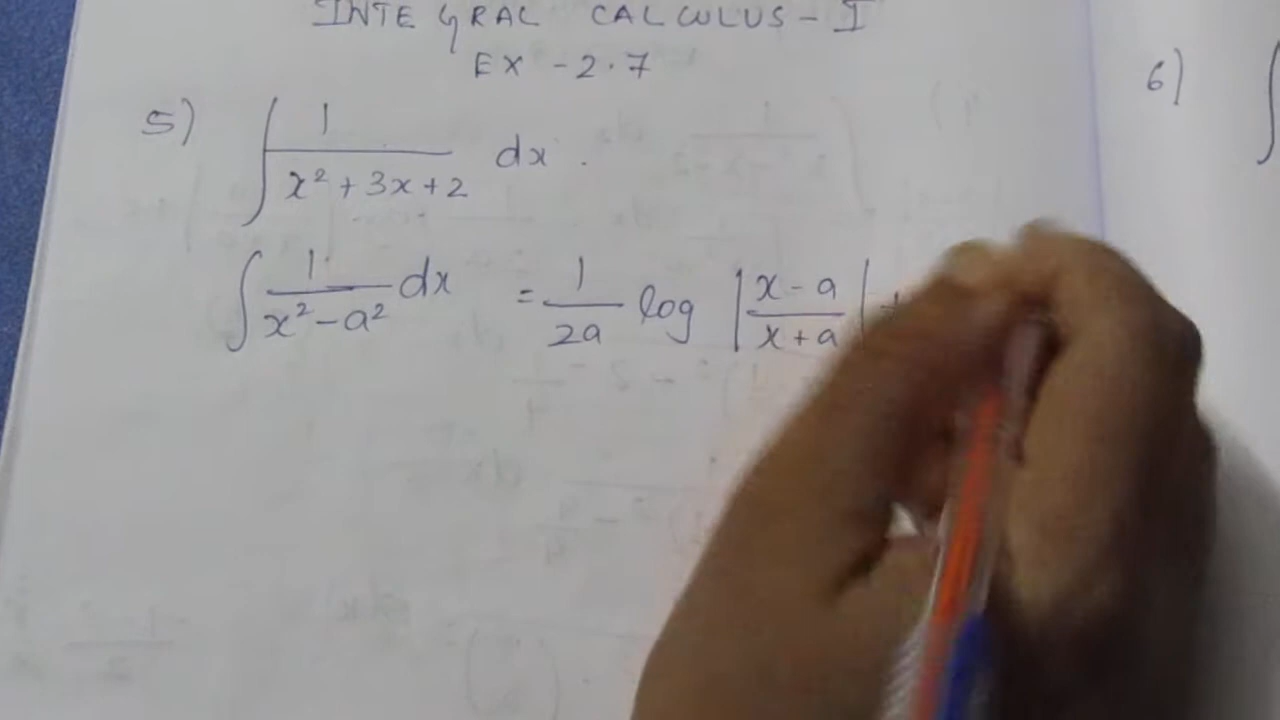 INTEGRAL CALCULUS - I
EX - 2.7
5) ∫ 1/(x² + 3x + 2) dx .
∫ 1/(x² - a²) dx = 1/2a log |x - a / x + a| +
6) ∫